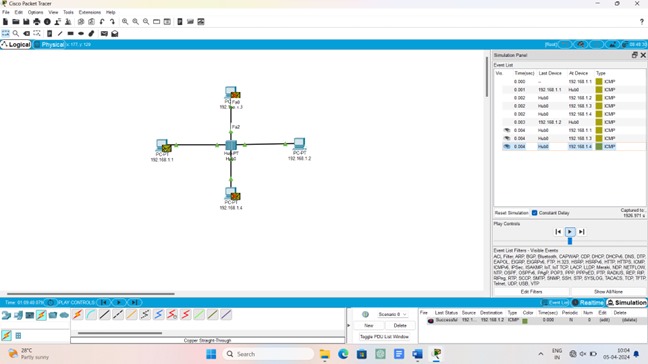 Cisco Packet Tracer
File Edit Options View Tools Extensions Help
Logical Physical x: 177, y: 128
[Root]
Simulation Panel
Event List
Vis. Time(sec) Last Device At Device Type
0.000 -- 192.168.1.1 ICMP
0.001 192.168.1.1 Hub0 ICMP
0.002 Hub0 192.168.1.2 ICMP
0.002 Hub0 192.168.1.3 ICMP
0.002 Hub0 192.168.1.4 ICMP
0.003 192.168.1.2 Hub0 ICMP
0.004 Hub0 192.168.1.1 ICMP
0.004 Hub0 192.168.1.3 ICMP
0.004 Hub0 192.168.1.4 ICMP
Fa0
Fa2
PC-PT
192.168.1.1
Hub-PT
Hub0
PC-PT
192.168.1.2
PC-PT
192.168.1.4
Reset Simulation Constant Delay
Captured to:
1926.971 s
Play Controls
Event List Filters - Visible Events
ACL Filter, ARP, BGP, Bluetooth, CAPWAP, CDP, DHCP, DHCPv6, DNS, DTP,
EAPOL, EIGRP, EIGRPv6, FTP, H.323, HSRP, HSRPv6, HTTP, HTTPS, ICMP,
ICMPv6, IPSec, ISAKMP, IoT, IoT TCP, LACP, LLDP, Meraki, NDP, NETFLOW,
NTP, OSPF, OSPFv6, PAgP, POP3, PPP, PPPoED, PTP, RADIUS, REP, RIP,
RIPng, RTP, SCCP, SMTP, SNMP, SSH, STP, SYSLOG, TACACS, TCP, TFTP,
Telnet, UDP, USB, VTP
Edit Filters Show All/None
PLAY CONTROLS:
Event List Realtime Simulation
Scenario 0
New Delete
Toggle PDU List Window
Fire Last Status Source Destination Type Color Time(sec) Periodic Num Edit Delete
Successful 192.168.1.1 192.168.1.2 ICMP 0.000 N 0 (edit) (delete)
Copper Straight-Through
28°C
Partly sunny
Search
ENG
IN
10:04
05-04-2024